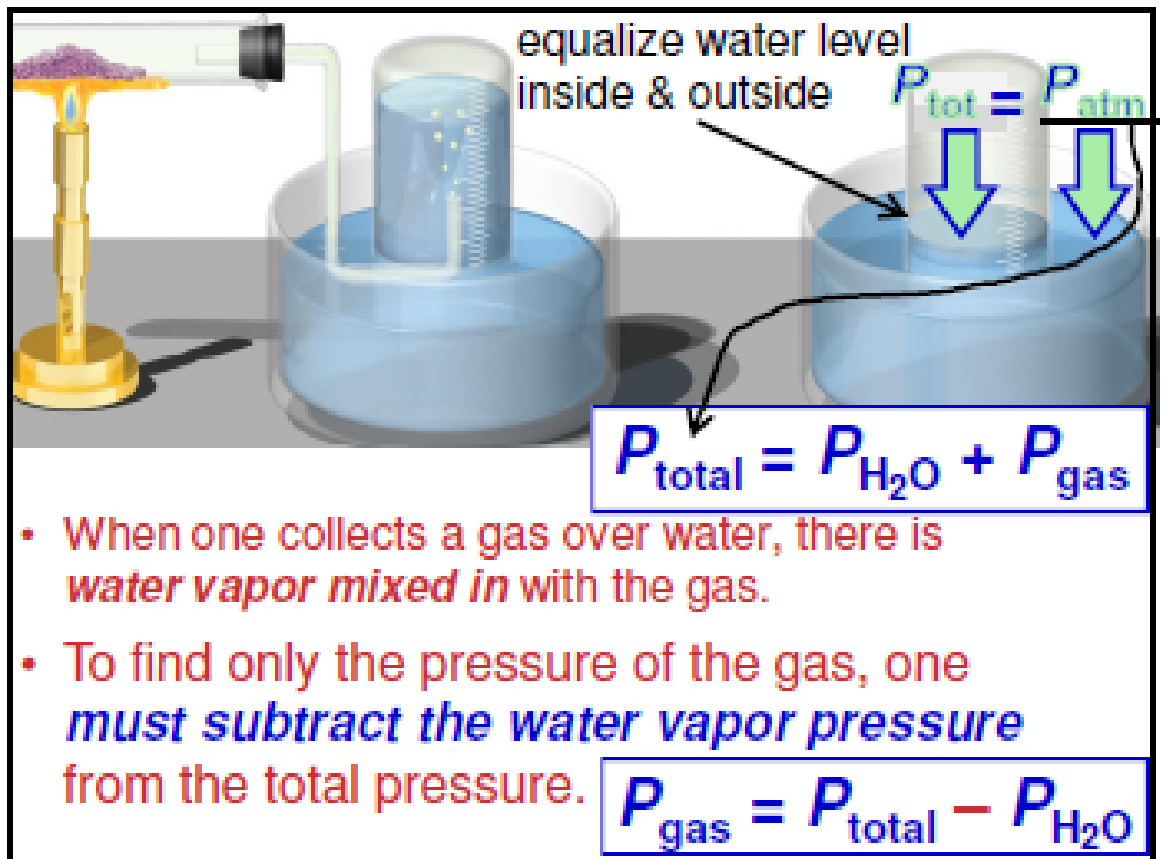 equalize water level
inside & outside
Ptot = Patm
Ptotal = PH₂O + Pgas
• When one collects a gas over water, there is
water vapor mixed in with the gas.
• To find only the pressure of the gas, one
must subtract the water vapor pressure
from the total pressure.
Pgas = Ptotal – PH₂O